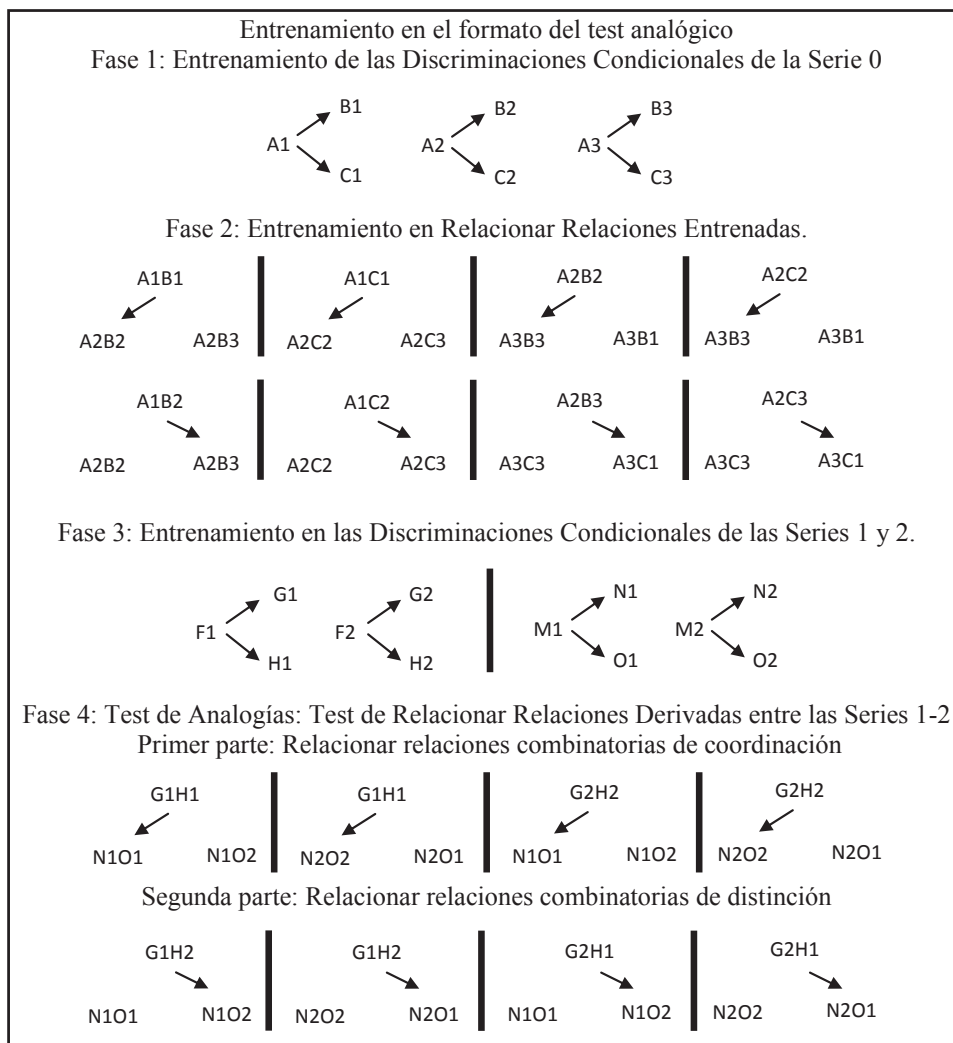 Entrenamiento en el formato del test analógico
Fase 1: Entrenamiento de las Discriminaciones Condicionales de la Serie 0
B1 B2 B3
A1 A2 A3
C1 C2 C3
Fase 2: Entrenamiento en Relacionar Relaciones Entrenadas.
A1B1 A1C1 A2B2 A2C2
A2B2 A2B3 A2C2 A2C3 A3B3 A3B1 A3B3 A3B1
A1B2 A1C2 A2B3 A2C3
A2B2 A2B3 A2C2 A2C3 A3C3 A3C1 A3C3 A3C1
Fase 3: Entrenamiento en las Discriminaciones Condicionales de las Series 1 y 2.
G1 G2 N1 N2
F1 F2 M1 M2
H1 H2 O1 O2
Fase 4: Test de Analogías: Test de Relacionar Relaciones Derivadas entre las Series 1-2
Primer parte: Relacionar relaciones combinatorias de coordinación
G1H1 G1H1 G2H2 G2H2
N1O1 N1O2 N2O2 N2O1 N1O1 N1O2 N2O2 N2O1
Segunda parte: Relacionar relaciones combinatorias de distinción
G1H2 G1H2 G2H1 G2H1
N1O1 N1O2 N2O2 N2O1 N1O1 N1O2 N2O2 N2O1